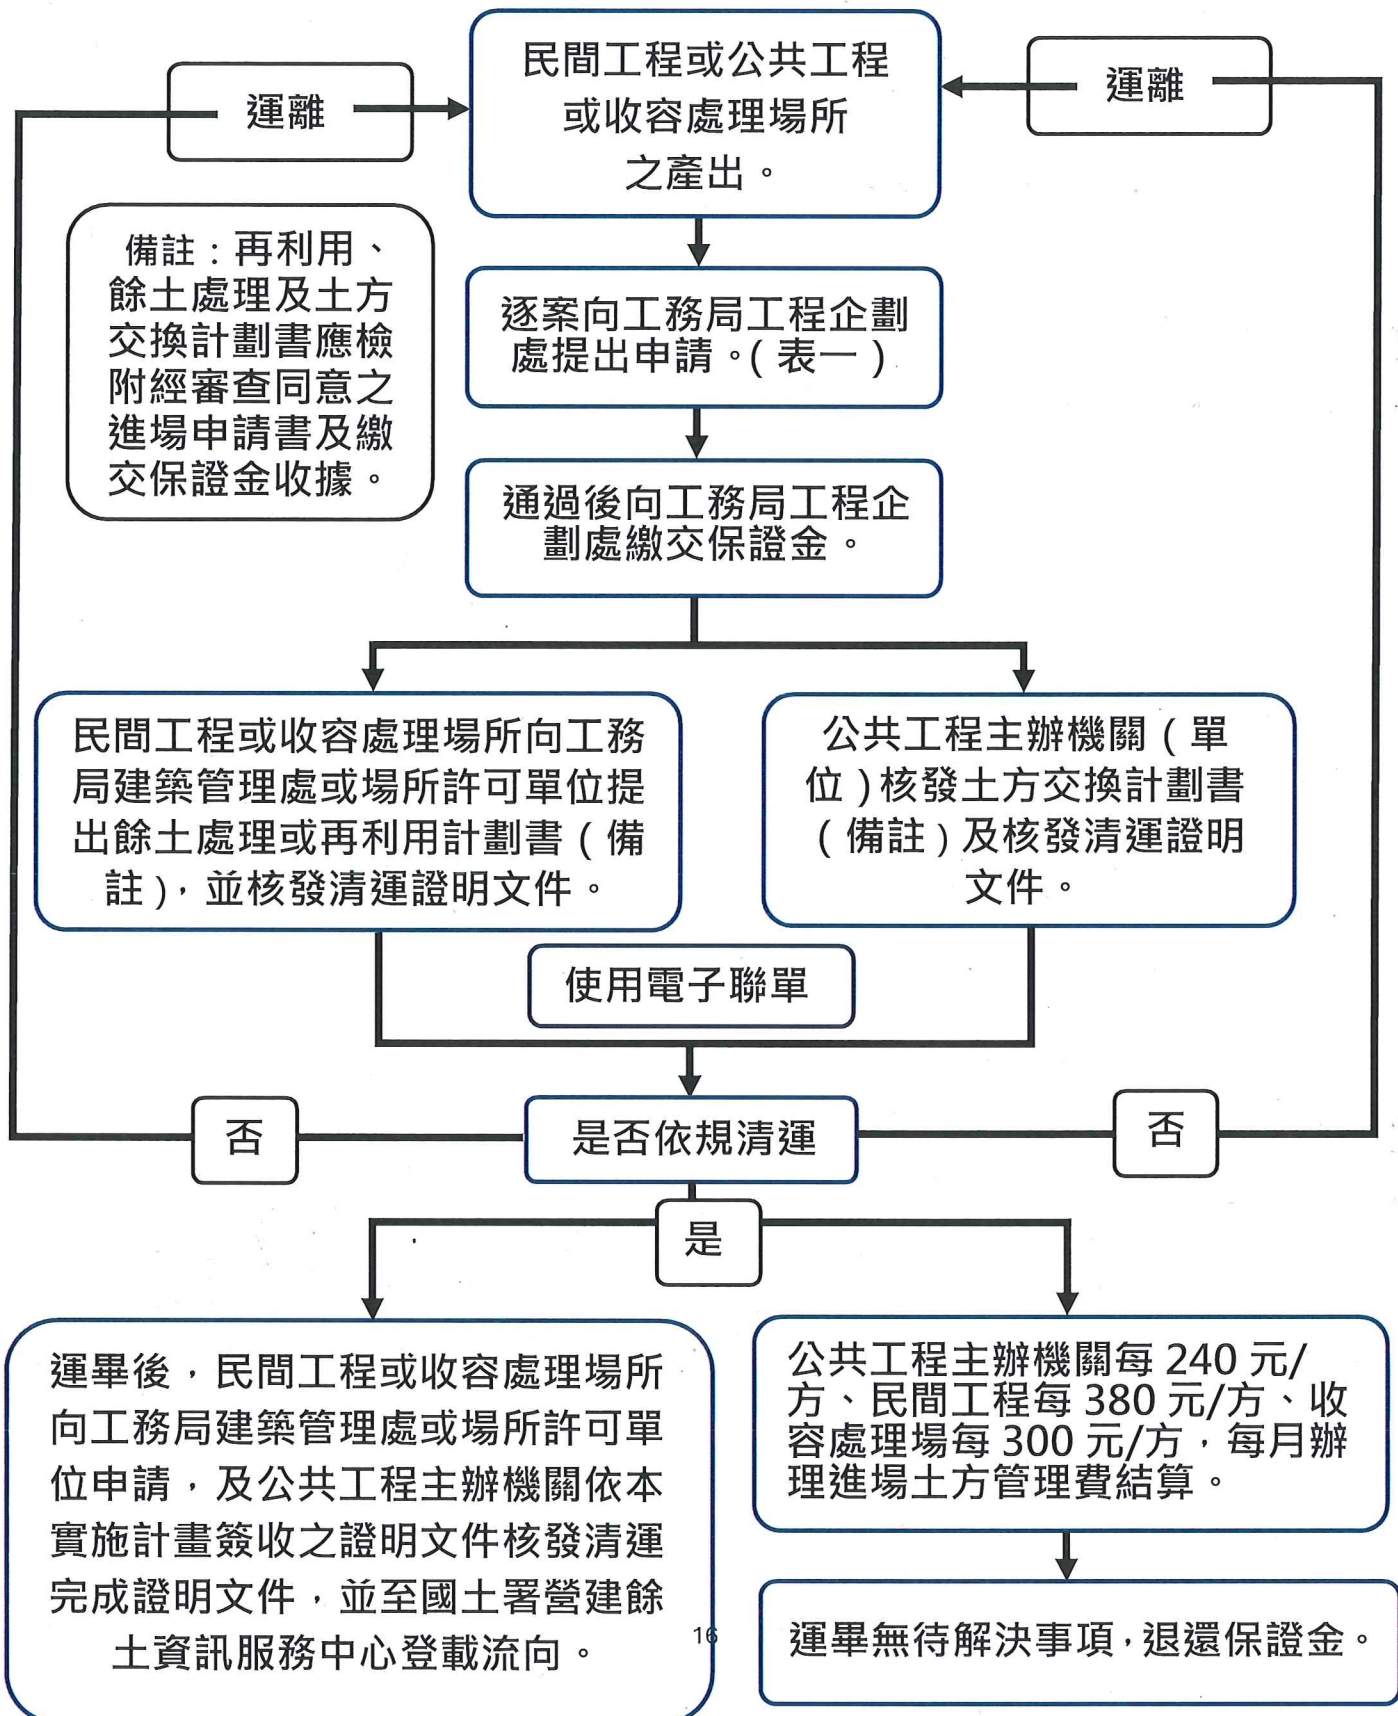 民間工程或公共工程
或收容處理場所
之產出。
運離
運離
備註：再利用、
餘土處理及土方
交換計劃書應檢
附經審查同意之
進場申請書及繳
交保證金收據。
逐案向工務局工程企劃
處提出申請。(表一)
通過後向工務局工程企
劃處繳交保證金。
民間工程或收容處理場所向工務
局建築管理處或場所許可單位提
出餘土處理或再利用計劃書(備
註)，並核發清運證明文件。
公共工程主辦機關(單
位)核發土方交換計劃書
(備註)及核發清運證明
文件。
使用電子聯單
否
是否依規清運
否
是
運畢後，民間工程或收容處理場所
向工務局建築管理處或場所許可單
位申請，及公共工程主辦機關依本
實施計畫簽收之證明文件核發清運
完成證明文件，並至國土署營建餘
土資訊服務中心登載流向。
公共工程主辦機關每 240 元/
方、民間工程每 380 元/方、收
容處理場每 300 元/方，每月辦
理進場土方管理費結算。
運畢無待解決事項，退還保證金。
16